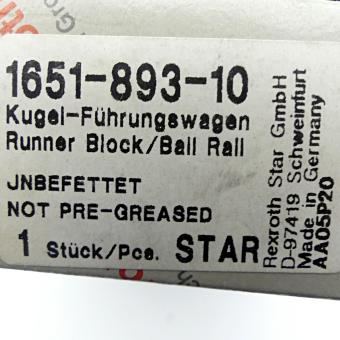 1651-893-10
Kugel-Führungswagen
Runner Block/Ball Rail
JNBEFETTET
NOT PRE-GREASED
1 Stück/Pce. STAR
Rexroth Star GmbH
D-97419 Schweinfurt
Made in Germany
AA05P20